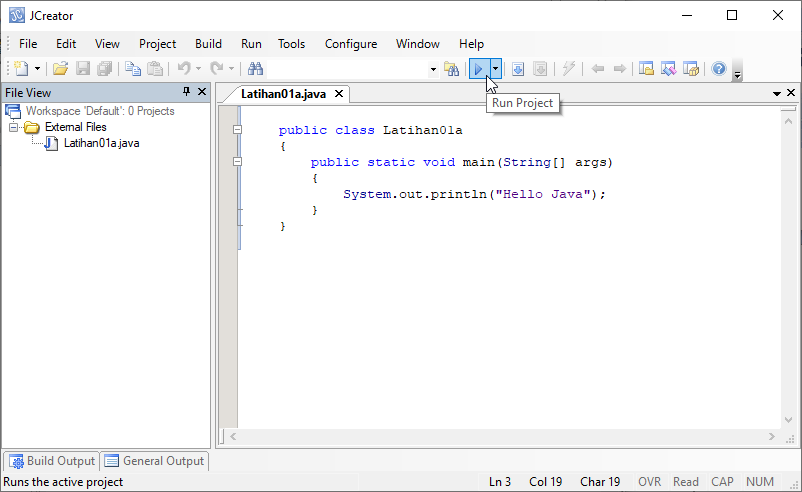 JCreator
File Edit View Project Build Run Tools Configure Window Help
File View
Latihan01a.java
Run Project
Workspace 'Default': 0 Projects
External Files
Latihan01a.java
public class Latihan01a
{
public static void main(String[] args)
{
System.out.println("Hello Java");
}
}
Build Output General Output
Runs the active project Ln 3 Col 19 Char 19 OVR Read CAP NUM